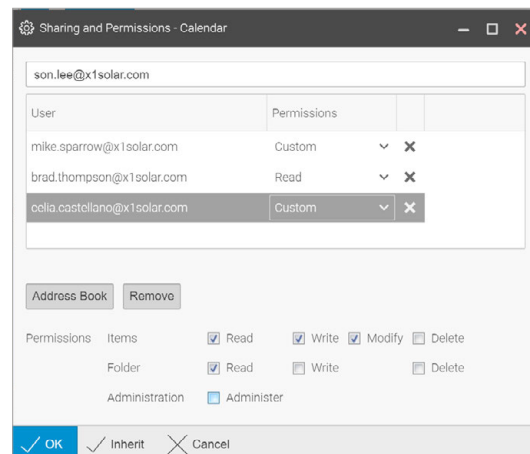 Sharing and Permissions - Calendar
son.lee@x1solar.com
User Permissions
mike.sparrow@x1solar.com Custom
brad.thompson@x1solar.com Read
celia.castellano@x1solar.com Custom
Address Book Remove
Permissions Items Read Write Modify Delete
Folder Read Write Delete
Administration Administer
OK Inherit Cancel